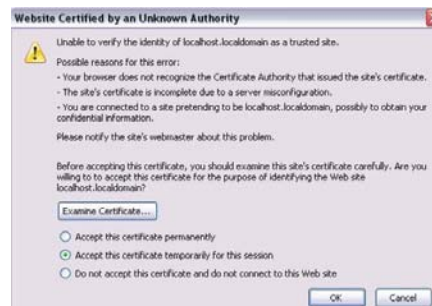 Website Certified by an Unknown Authority
Unable to verify the identity of localhost.localdomain as a trusted site.
Possible reasons for this error:
- Your browser does not recognize the Certificate Authority that issued the site's certificate.
- The site's certificate is incomplete due to a server misconfiguration.
- You are connected to a site pretending to be localhost.localdomain, possibly to obtain your
confidential information.
Please notify the site's webmaster about this problem.
Before accepting this certificate, you should examine this site's certificate carefully. Are you
willing to to accept this certificate for the purpose of identifying the Web site
localhost.localdomain?
Examine Certificate...
Accept this certificate permanently
Accept this certificate temporarily for this session
Do not accept this certificate and do not connect to this Web site
OK Cancel